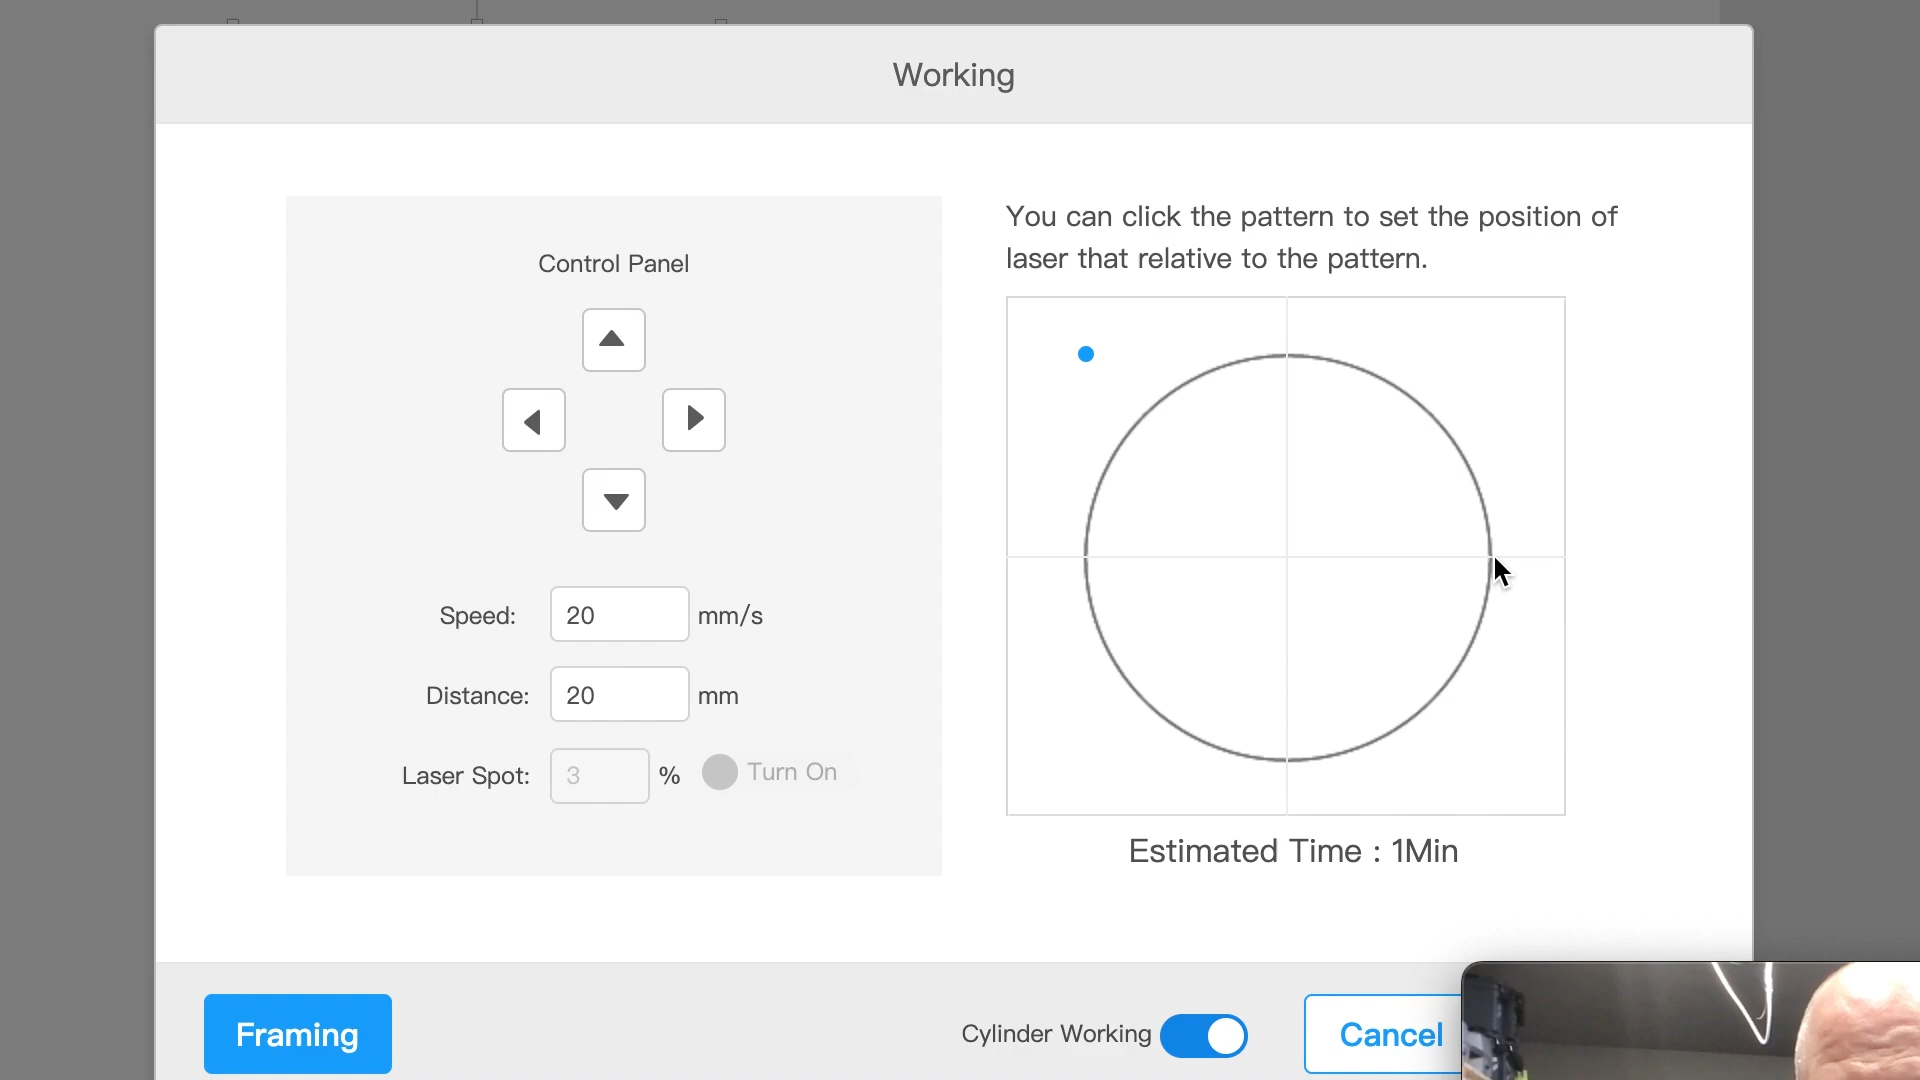 Working
Control Panel
Speed: 20 mm/s
Distance: 20 mm
Laser Spot: 3 % Turn On
You can click the pattern to set the position of
laser that relative to the pattern.
Estimated Time : 1Min
Framing
Cylinder Working
Cancel